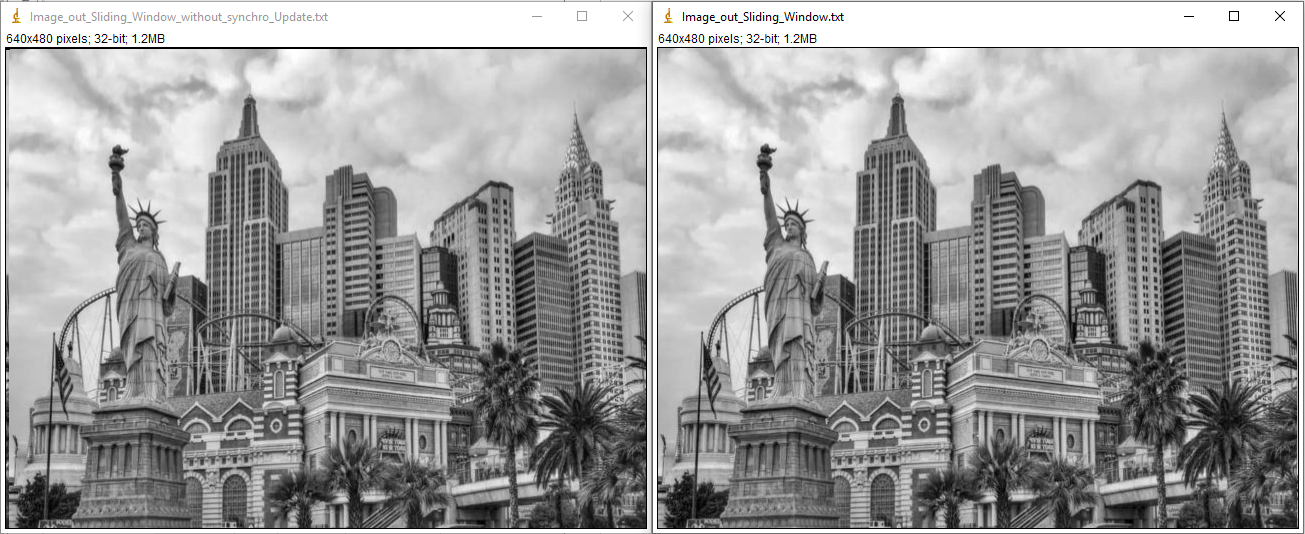 Image_out_Sliding_Window_without_synchro_Update.txt
640x480 pixels; 32-bit; 1.2MB
Image_out_Sliding_Window.txt
640x480 pixels; 32-bit; 1.2MB